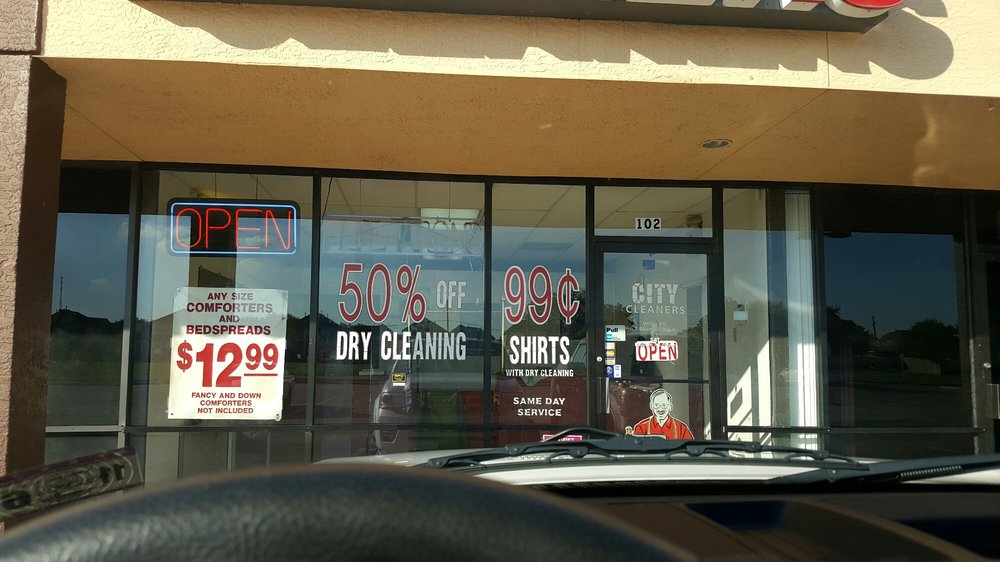 OPEN
ANY SIZE
COMFORTERS
AND
BEDSPREADS
$12.99
FANCY AND DOWN
COMFORTERS
NOT INCLUDED
50% OFF
DRY CLEANING
99¢
SHIRTS
WITH DRY CLEANING
SAME DAY
SERVICE
102
CITY
CLEANERS
Pull
OPEN